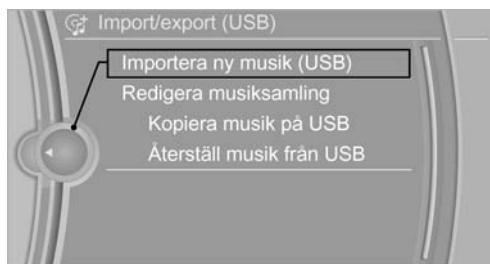 Import/export (USB)
Importera ny musik (USB)
Redigera musiksamling
Kopiera musik på USB
Återställ musik från USB